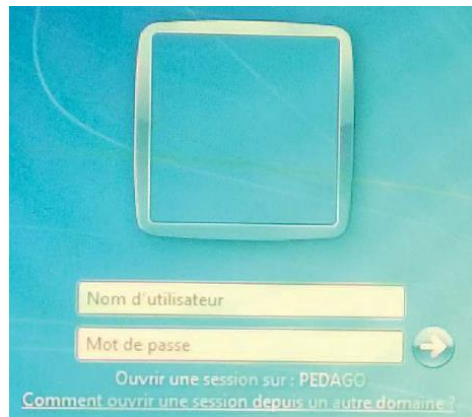 Nom d'utilisateur
Mot de passe
Ouvrir une session sur : PEDAGO
Comment ouvrir une session depuis un autre domaine ?